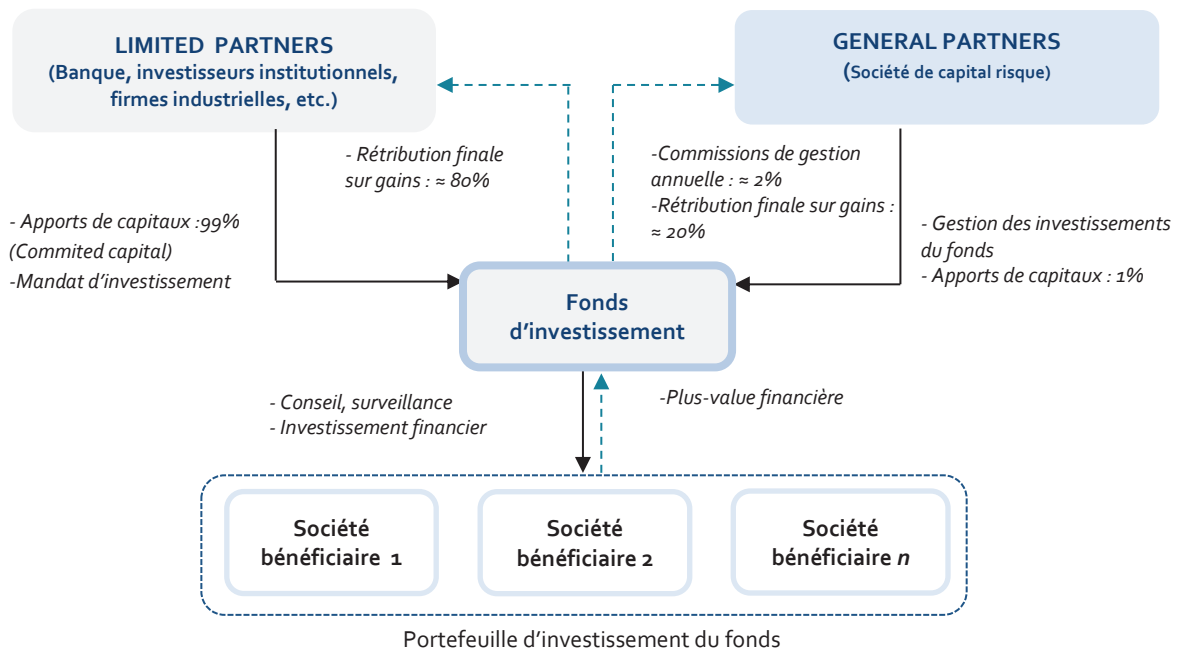 LIMITED PARTNERS
(Banque, investisseurs institutionnels,
firmes industrielles, etc.)
GENERAL PARTNERS
(Société de capital risque)
- Rétribution finale
sur gains : ≈ 80%
-Commissions de gestion
annuelle : ≈ 2%
-Rétribution finale sur gains :
≈ 20%
- Apports de capitaux :99%
(Commited capital)
-Mandat d’investissement
- Gestion des investissements
du fonds
- Apports de capitaux : 1%
Fonds
d’investissement
- Conseil, surveillance
- Investissement financier
-Plus-value financière
Société
bénéficiaire 1
Société
bénéficiaire 2
Société
bénéficiaire n
Portefeuille d’investissement du fonds